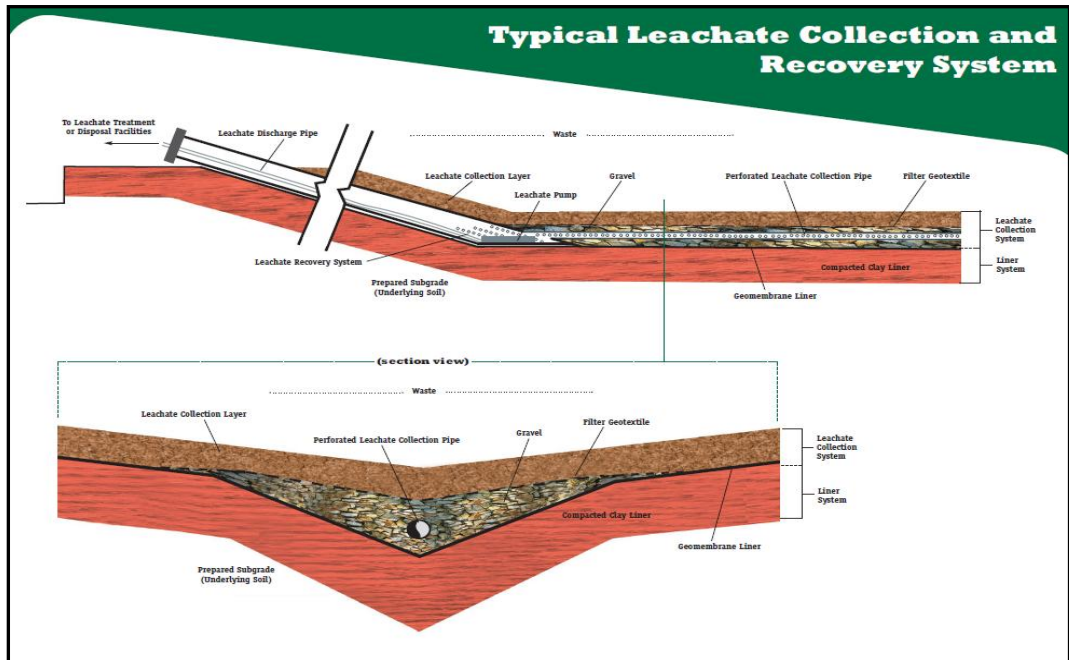 Typical Leachate Collection and
Recovery System
To Leachate Treatment
or Disposal Facilities
Leachate Discharge Pipe
Waste
Leachate Collection Layer
Gravel
Perforated Leachate Collection Pipe
Filter Geotextile
Leachate Pump
Leachate
Collection
System
Leachate Recovery System
Liner
System
Compacted Clay Liner
Prepared Subgrade
(Underlying Soil)
Geomembrane Liner
(section view)
Waste
Leachate Collection Layer
Filter Geotextile
Perforated Leachate Collection Pipe
Gravel
Leachate
Collection
System
Liner
System
Compacted Clay Liner
Geomembrane Liner
Prepared Subgrade
(Underlying Soil)